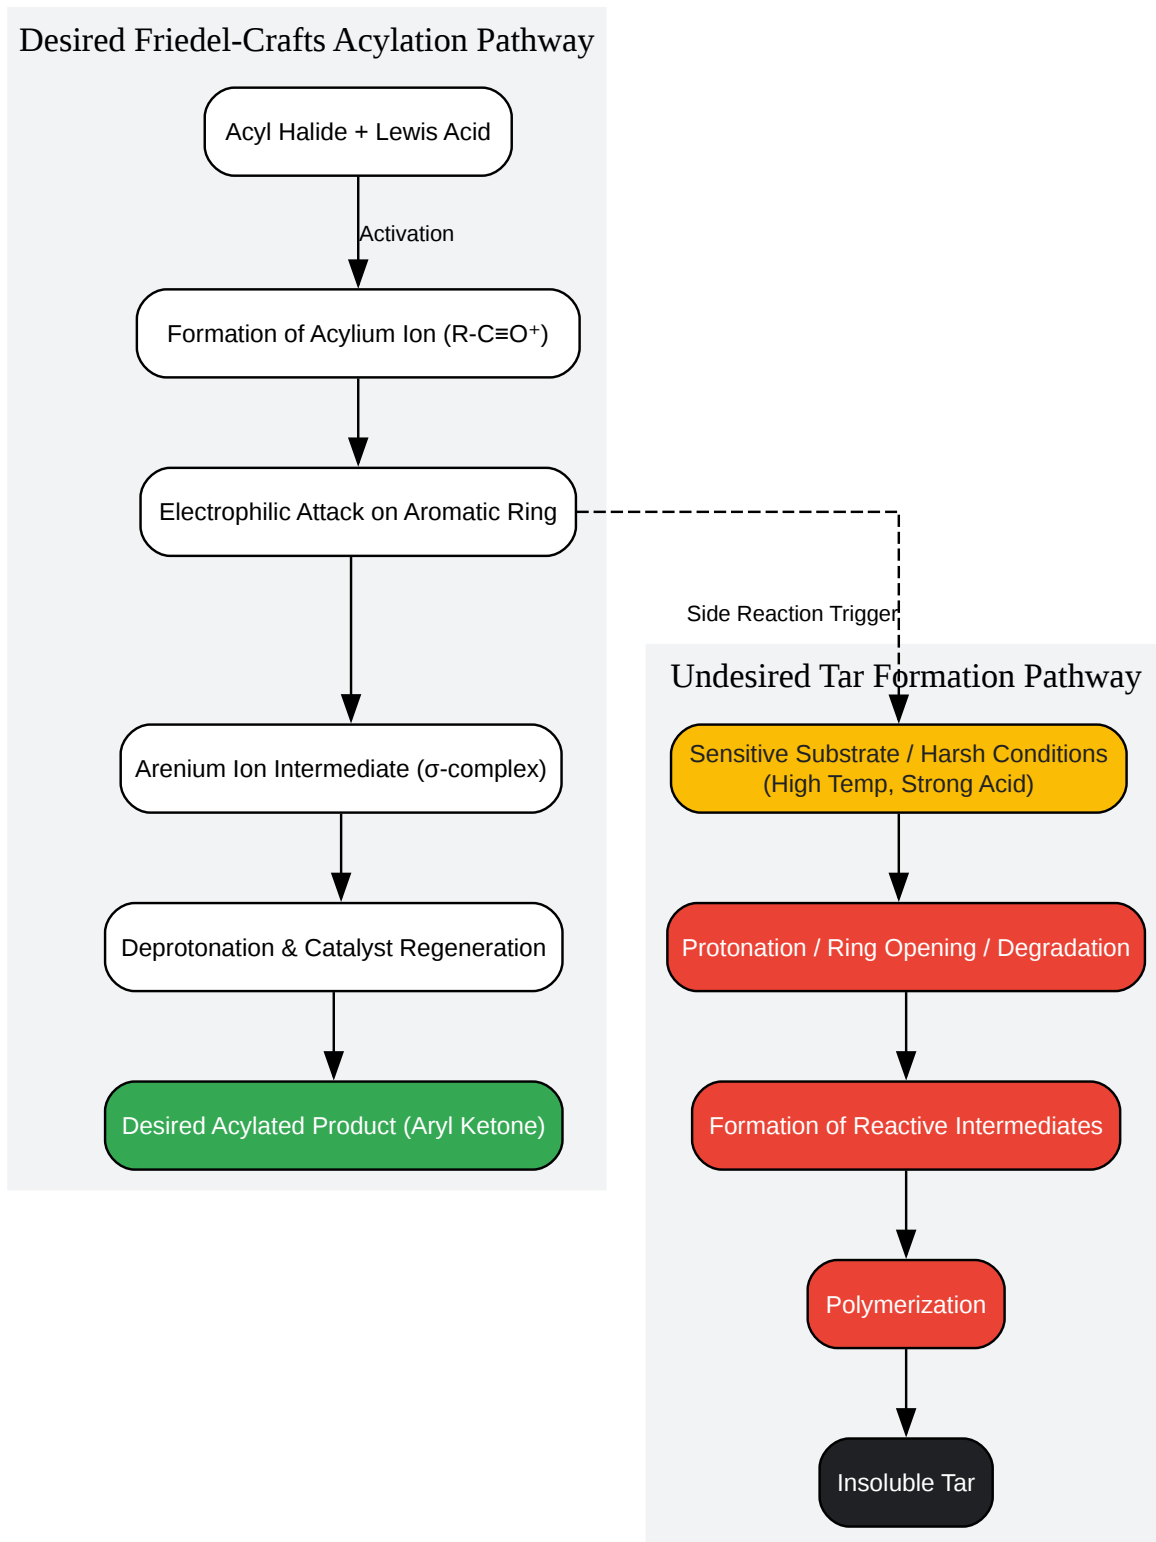 Desired Friedel-Crafts Acylation Pathway
Acyl Halide + Lewis Acid
Activation
Formation of Acylium Ion (R-C≡O⁺)
Electrophilic Attack on Aromatic Ring
Arenium Ion Intermediate (σ-complex)
Deprotonation & Catalyst Regeneration
Desired Acylated Product (Aryl Ketone)
Side Reaction Trigger
Undesired Tar Formation Pathway
Sensitive Substrate / Harsh Conditions
(High Temp, Strong Acid)
Protonation / Ring Opening / Degradation
Formation of Reactive Intermediates
Polymerization
Insoluble Tar